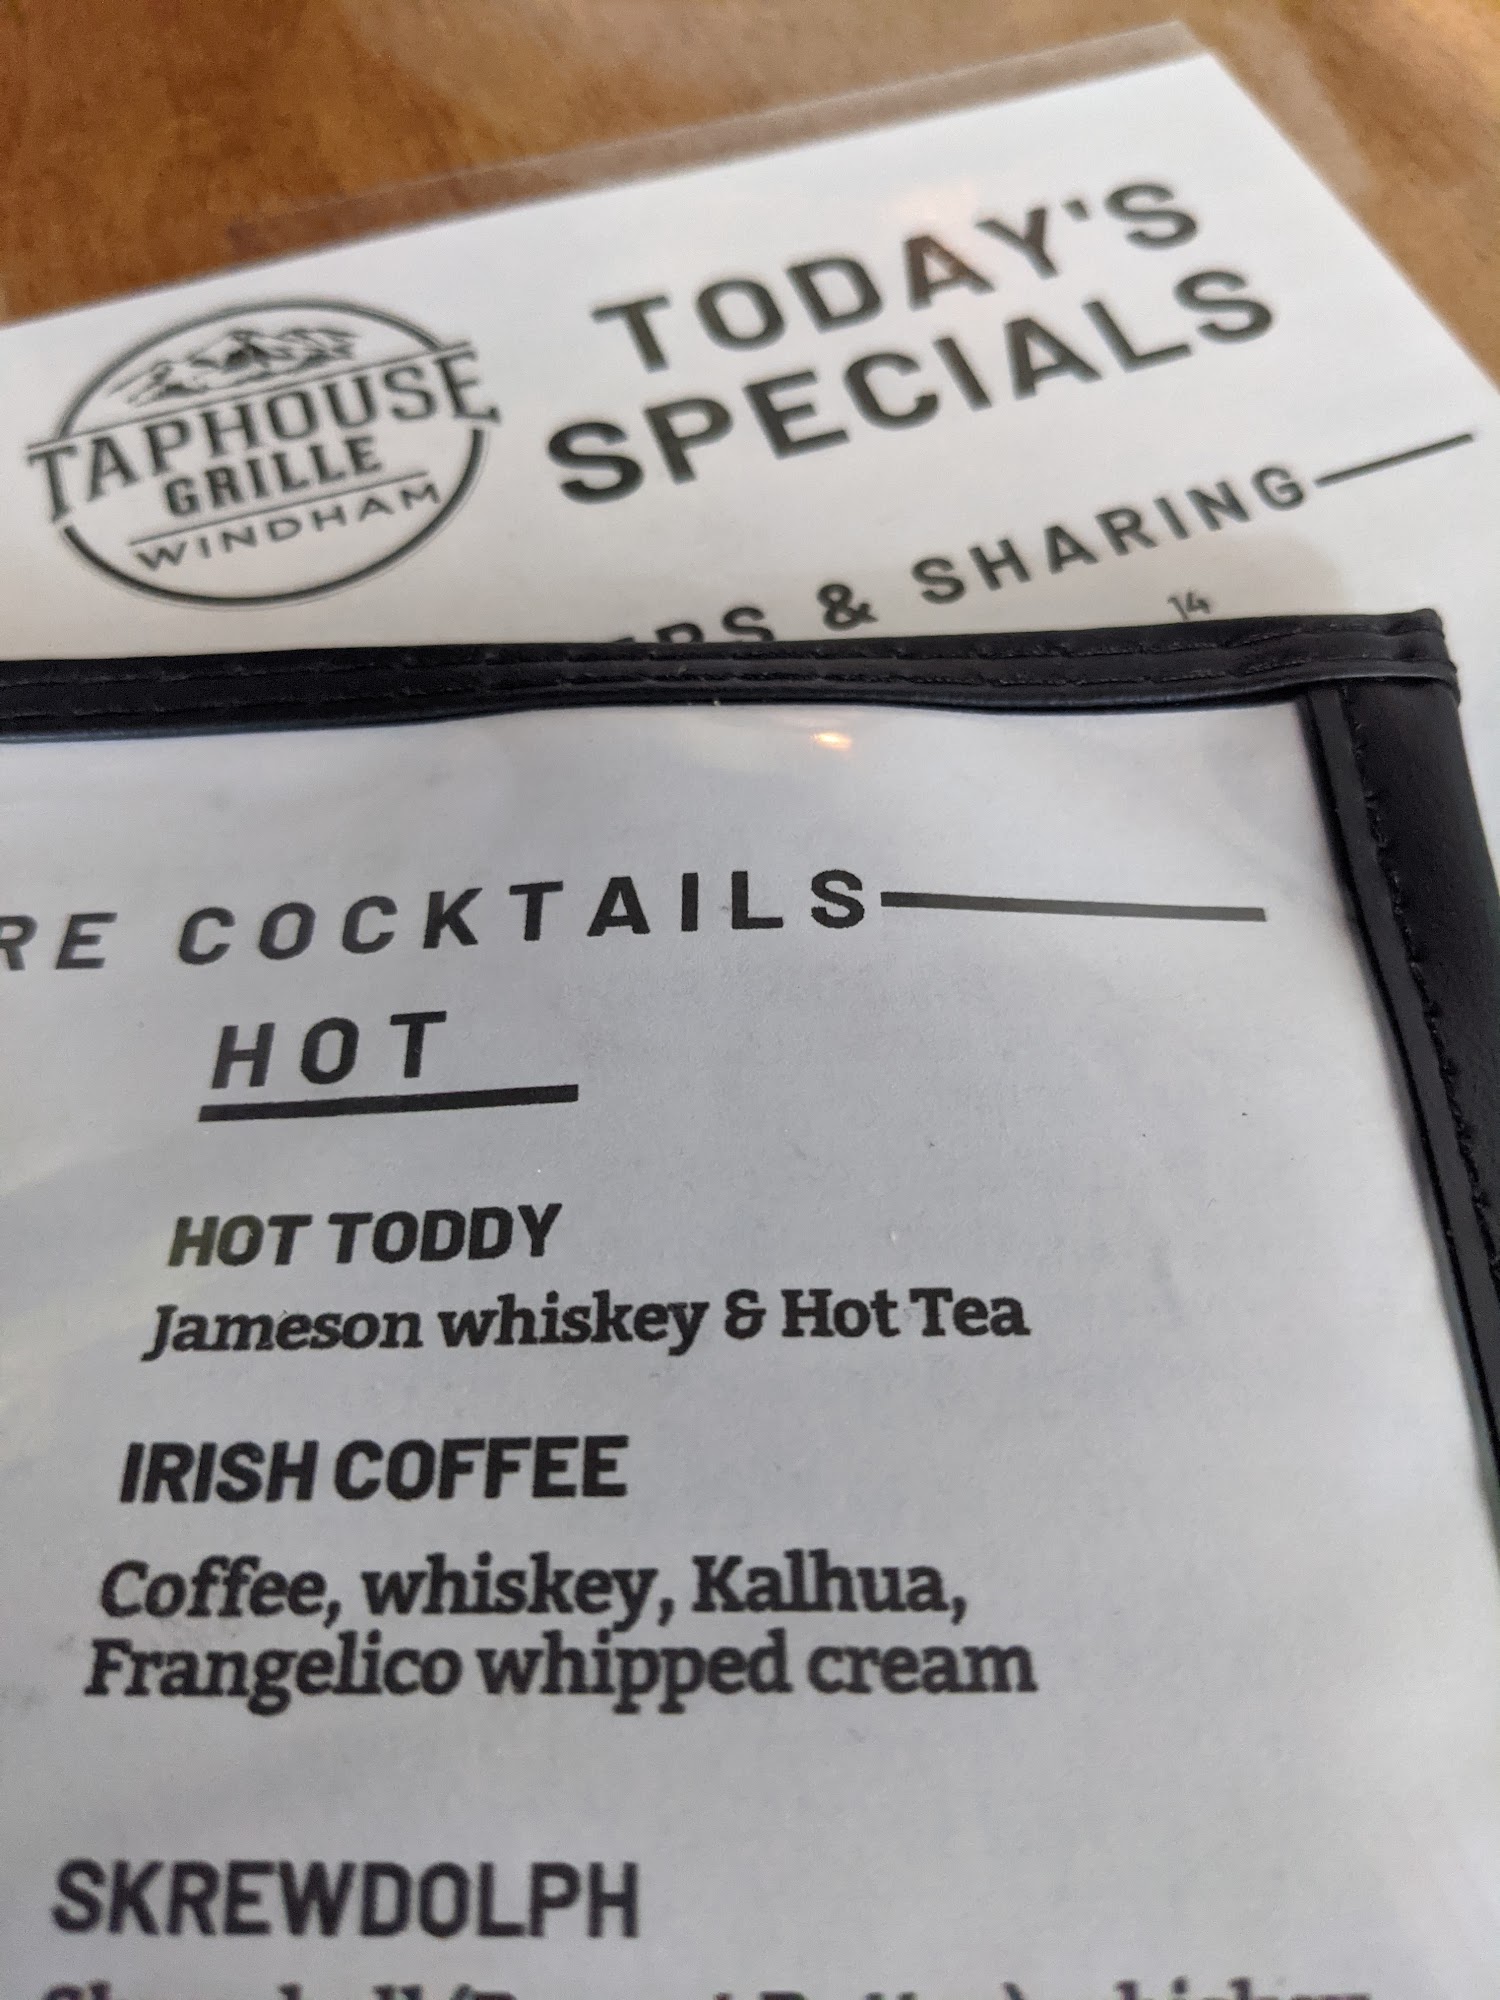 TAPHOUSE
GRILLE
WINDHAM
TODAY'S
SPECIALS
& SHARING
14
COCKTAILS
HOT
HOT TODDY
Jameson whiskey & Hot Tea
IRISH COFFEE
Coffee, whiskey, Kalhua,
Frangelico whipped cream
SKREWDOLPH